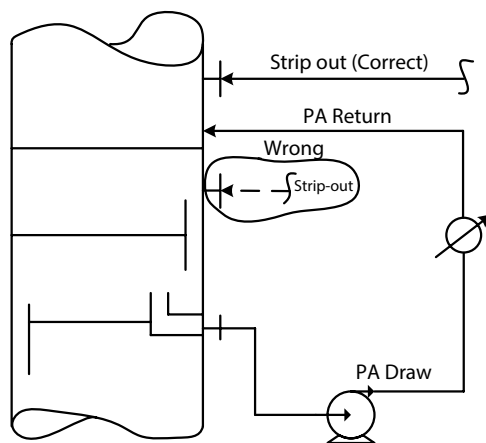 Strip out (Correct)
PA Return
Wrong
Strip-out
PA Draw